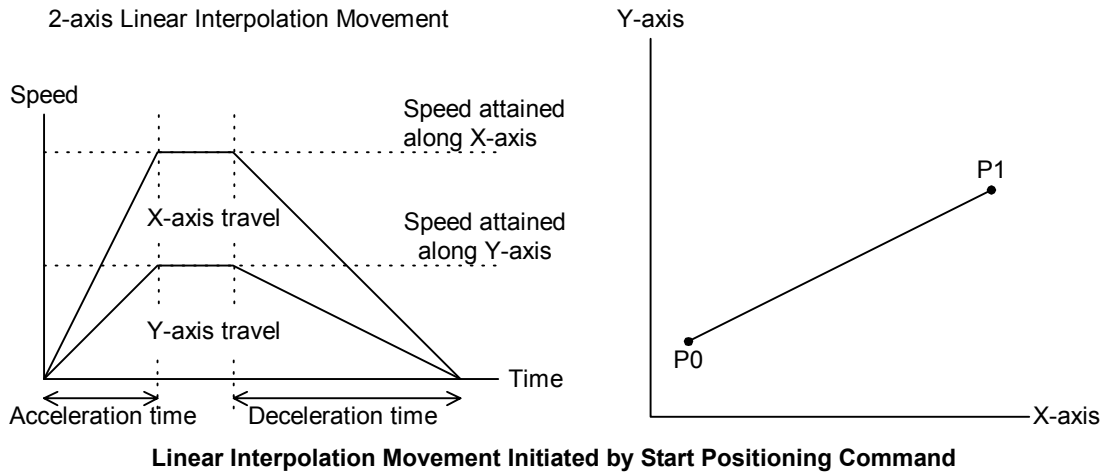 2-axis Linear Interpolation Movement
Speed
Speed attained
along X-axis
X-axis travel
Speed attained
along Y-axis
Y-axis travel
Time
Acceleration time
Deceleration time
Y-axis
P1
P0
X-axis
Linear Interpolation Movement Initiated by Start Positioning Command